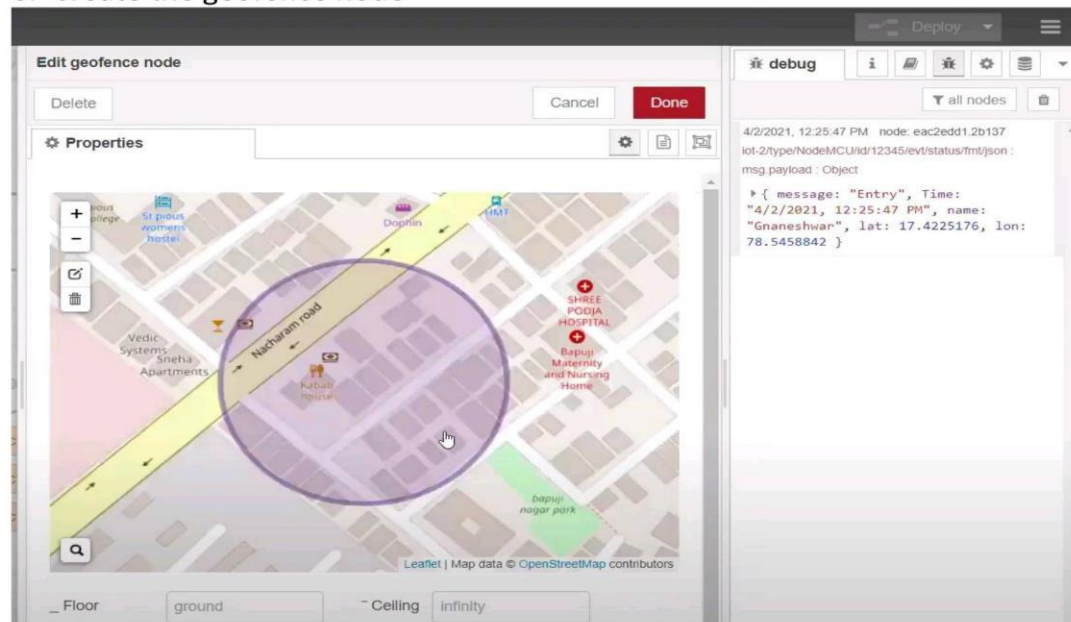 Deploy
Edit geofence node
Delete
Cancel
Done
Properties
+
−
St pious
womens
hostel
Dophin
HMT
Nacharam road
Vedic
Systems
Sneha
Apartments
Kabab
house
SHREE
POOJA
HOSPITAL
Bapuji
Maternity
and Nursing
Home
bapuji
nagar park
Leaflet | Map data © OpenStreetMap contributors
_ Floor
ground
Ceiling
infinity
debug
i
all nodes
4/2/2021, 12:25:47 PM node: eac2edd1.2b137
iot-2/type/NodeMCU/id/12345/evt/status/fmt/json :
msg.payload : Object
{ message: "Entry", Time:
"4/2/2021, 12:25:47 PM", name:
"Gnaneshwar", lat: 17.4225176, lon:
78.5458842 }